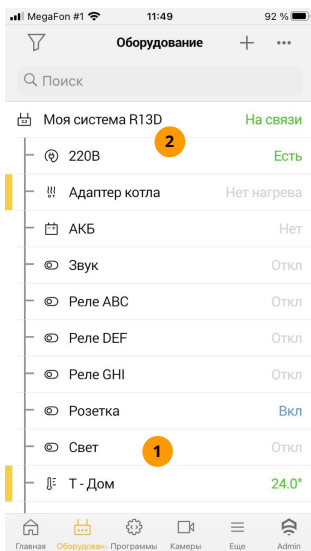 MegaFon #1 11:49 92 %
Оборудование
Поиск
Моя система R13D На связи
2
220В Есть
Адаптер котла Нет нагрева
АКБ Нет
Звук Откл
Реле ABC Откл
Реле DEF Откл
Реле GHI Откл
Розетка Вкл
Свет Откл
1
Т - Дом 24.0°
Главная Оборудован Программы Камеры Еще Admin